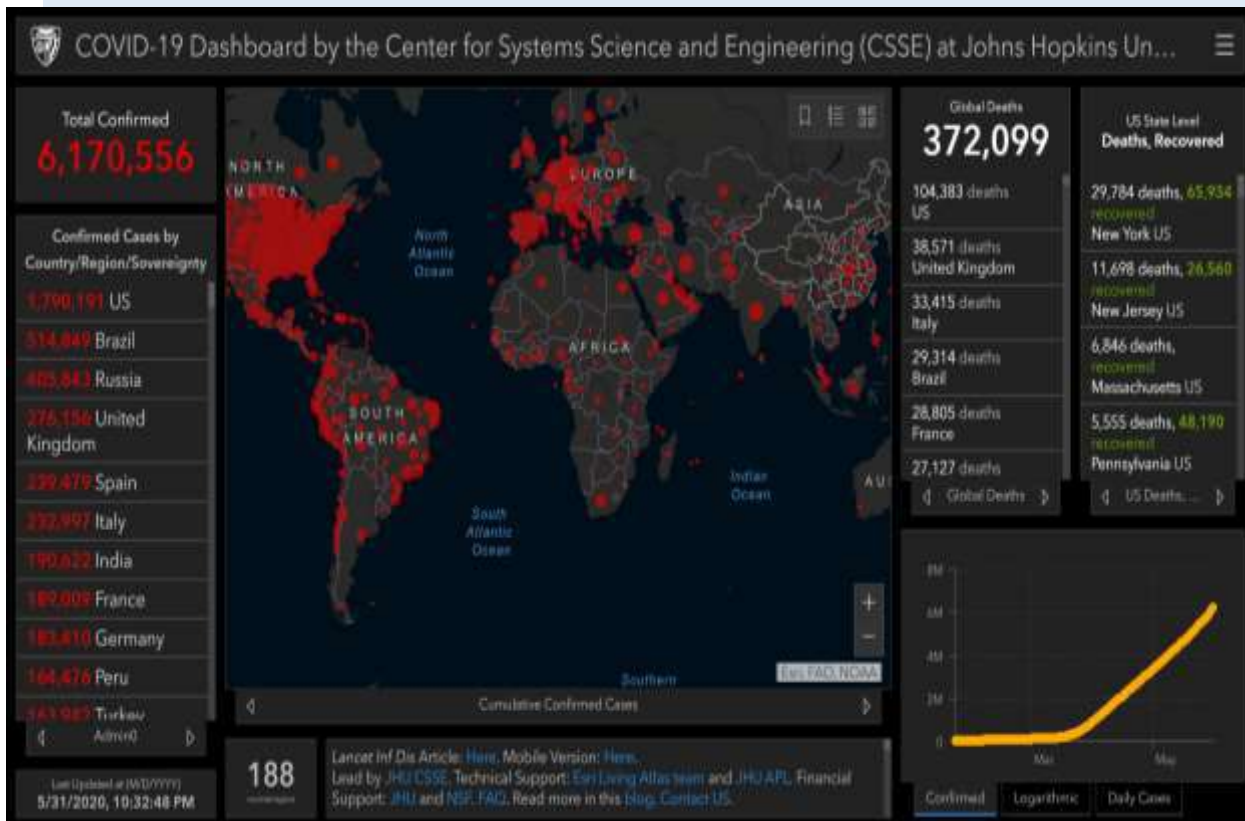 COVID-19 Dashboard by the Center for Systems Science and Engineering (CSSE) at Johns Hopkins Un...
Total Confirmed
6,170,556
Confirmed Cases by
Country/Region/Sovereignty
1,790,191 US
514,849 Brazil
405,843 Russia
276,156 United
Kingdom
239,479 Spain
232,997 Italy
190,622 India
189,009 France
183,410 Germany
164,476 Peru
Turkey
Admin0
Last Updated at (M/D/YYYY)
5/31/2020, 10:32:48 PM
NORTH
AMERICA
North
Atlantic
Ocean
EUROPE
ASIA
AFRICA
SOUTH
AMERICA
South
Atlantic
Ocean
Indian
Ocean
AU
Southern
Esri, FAO, NOAA
Cumulative Confirmed Cases
188
Lancet Inf Dis Article: Here. Mobile Version: Here.
Lead by JHU CSSE. Technical Support: Esri Living Atlas team and JHU APL. Financial
Support: JHU and NSF. FAQ. Read more in this blog. Contact US.
Global Deaths
372,099
104,383 deaths
US
38,571 deaths
United Kingdom
33,415 deaths
Italy
29,314 deaths
Brazil
28,805 deaths
France
27,127 deaths
Global Deaths
US State Level
Deaths, Recovered
29,784 deaths, 65,934
recovered
New York US
11,698 deaths, 26,560
recovered
New Jersey US
6,846 deaths,
recovered
Massachusetts US
5,555 deaths, 48,190
recovered
Pennsylvania US
US Deaths, ...
8M
6M
4M
2M
0
Mar
May
Confirmed
Logarithmic
Daily Cases